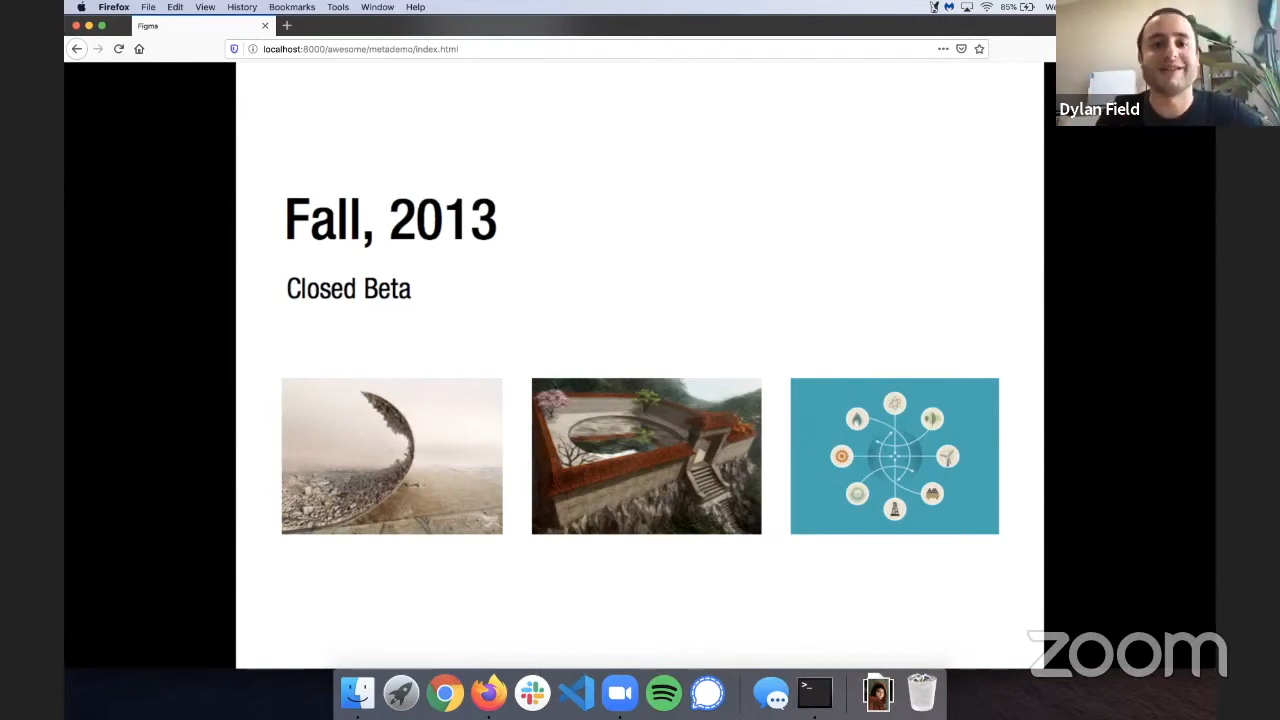 Firefox File Edit View History Bookmarks Tools Window Help
85%
Figma
localhost:8000/awesome/metademo/index.html
Dylan Field
Fall, 2013
Closed Beta
zoom